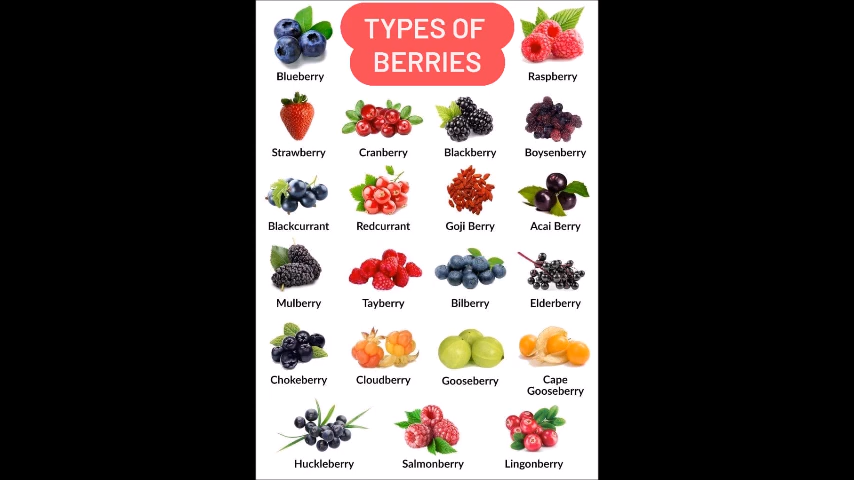 TYPES OF
BERRIES
Blueberry
Raspberry
Strawberry
Cranberry
Blackberry
Boysenberry
Blackcurrant
Redcurrant
Goji Berry
Acai Berry
Mulberry
Tayberry
Bilberry
Elderberry
Chokeberry
Cloudberry
Gooseberry
Cape
Gooseberry
Huckleberry
Salmonberry
Lingonberry